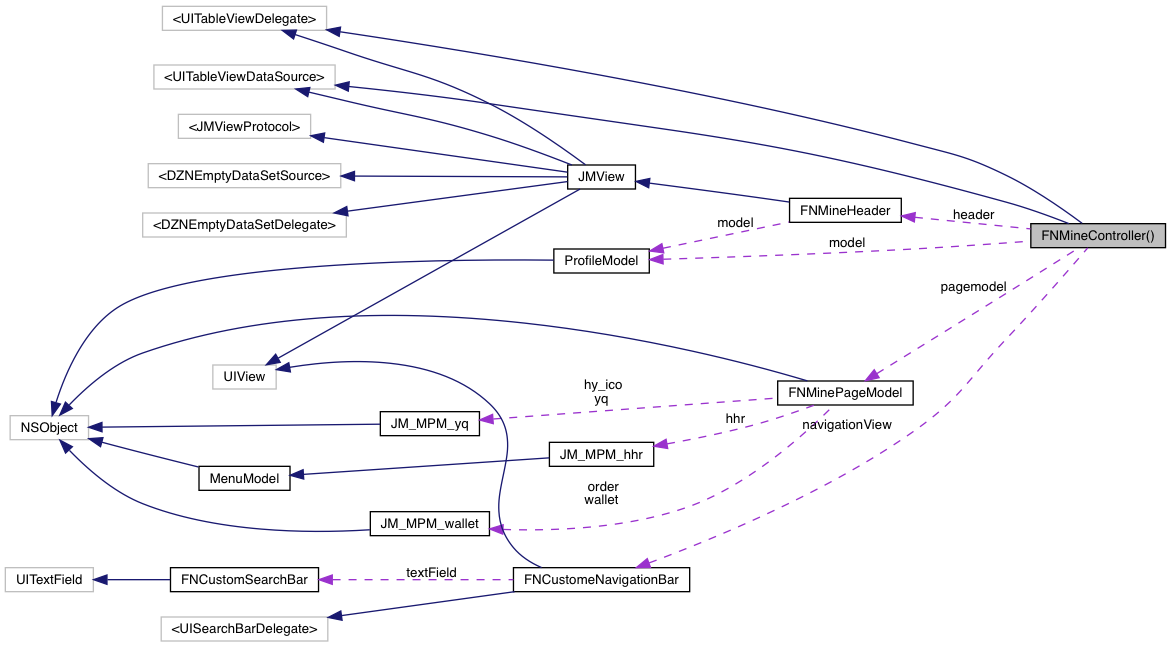 <UITableViewDelegate>
<UITableViewDataSource>
<JMViewProtocol>
<DZNEmptyDataSetSource>
JMView
FNMineHeader
header
<DZNEmptyDataSetDelegate>
model
FNMineController()
model
ProfileModel
pagemodel
UIView
hy_ico
yq
FNMinePageModel
NSObject
JM_MPM_yq
hhr
navigationView
JM_MPM_hhr
MenuModel
order
wallet
JM_MPM_wallet
UITextField
FNCustomSearchBar
textField
FNCustomeNavigationBar
<UISearchBarDelegate>